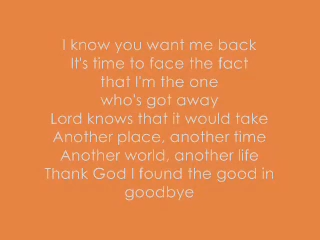 I know you want me back
It's time to face the fact
that I'm the one
who's got away
Lord knows that it would take
Another place, another time
Another world, another life
Thank God I found the good in
goodbye